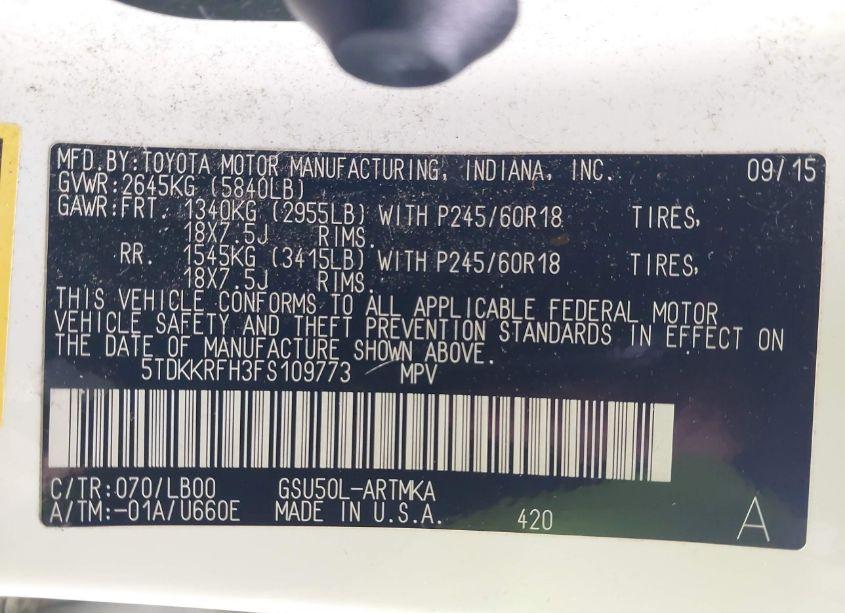 MFD.BY:TOYOTA MOTOR MANUFACTURING, INDIANA, INC. 09/15
GVWR:2645KG (5840LB)
GAWR:FRT. 1340KG (2955LB) WITH P245/60R18 TIRES,
18X7.5J RIMS.
RR. 1545KG (3415LB) WITH P245/60R18 TIRES,
18X7.5J RIMS.
THIS VEHICLE CONFORMS TO ALL APPLICABLE FEDERAL MOTOR
VEHICLE SAFETY AND THEFT PREVENTION STANDARDS IN EFFECT ON
THE DATE OF MANUFACTURE SHOWN ABOVE.
5TDKKRFH3FS109773 MPV
C/TR:070/LB00 GSU50L-ARTMKA
A/TM:-01A/U660E MADE IN U.S.A. 420 A